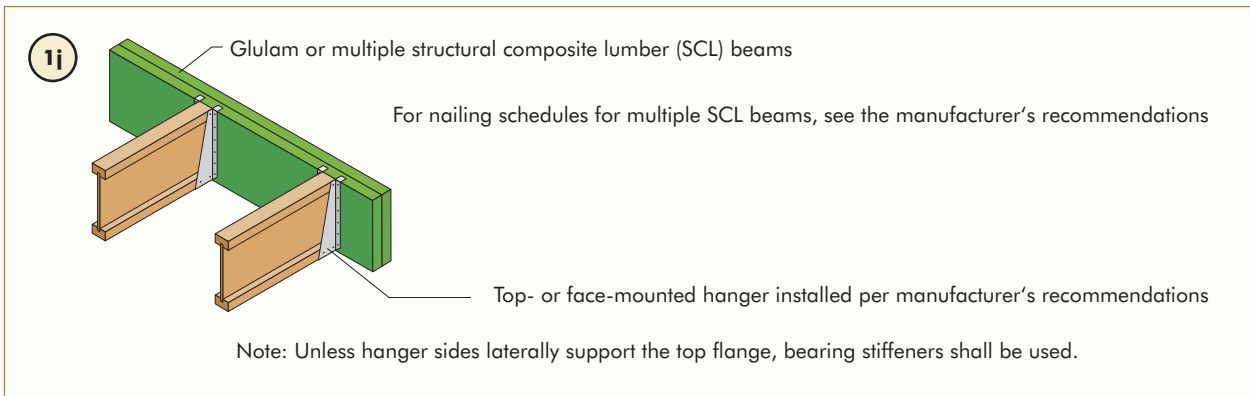 1j
Glulam or multiple structural composite lumber (SCL) beams
For nailing schedules for multiple SCL beams, see the manufacturer‘s recommendations
Top- or face-mounted hanger installed per manufacturer‘s recommendations
Note: Unless hanger sides laterally support the top flange, bearing stiffeners shall be used.